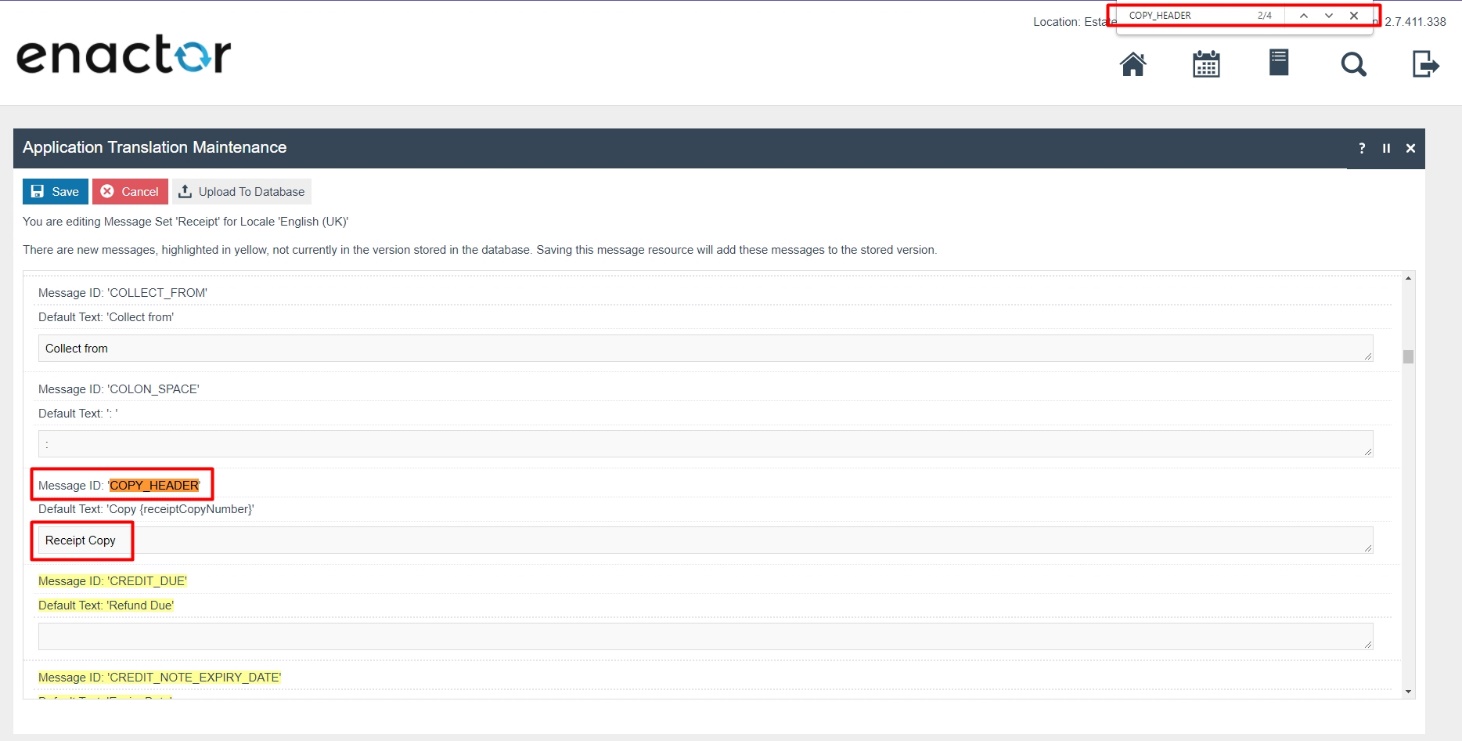 COPY_HEADER 2/4
Location: Estate 2.7.411.338
enactor
Application Translation Maintenance
Save Cancel Upload To Database
You are editing Message Set 'Receipt' for Locale 'English (UK)'
There are new messages, highlighted in yellow, not currently in the version stored in the database. Saving this message resource will add these messages to the stored version.
Message ID: 'COLLECT_FROM'
Default Text: 'Collect from'
Collect from
Message ID: 'COLON_SPACE'
Default Text: ': '
:
Message ID: 'COPY_HEADER'
Default Text: 'Copy {receiptCopyNumber}'
Receipt Copy
Message ID: 'CREDIT_DUE'
Default Text: 'Refund Due'
Message ID: 'CREDIT_NOTE_EXPIRY_DATE'